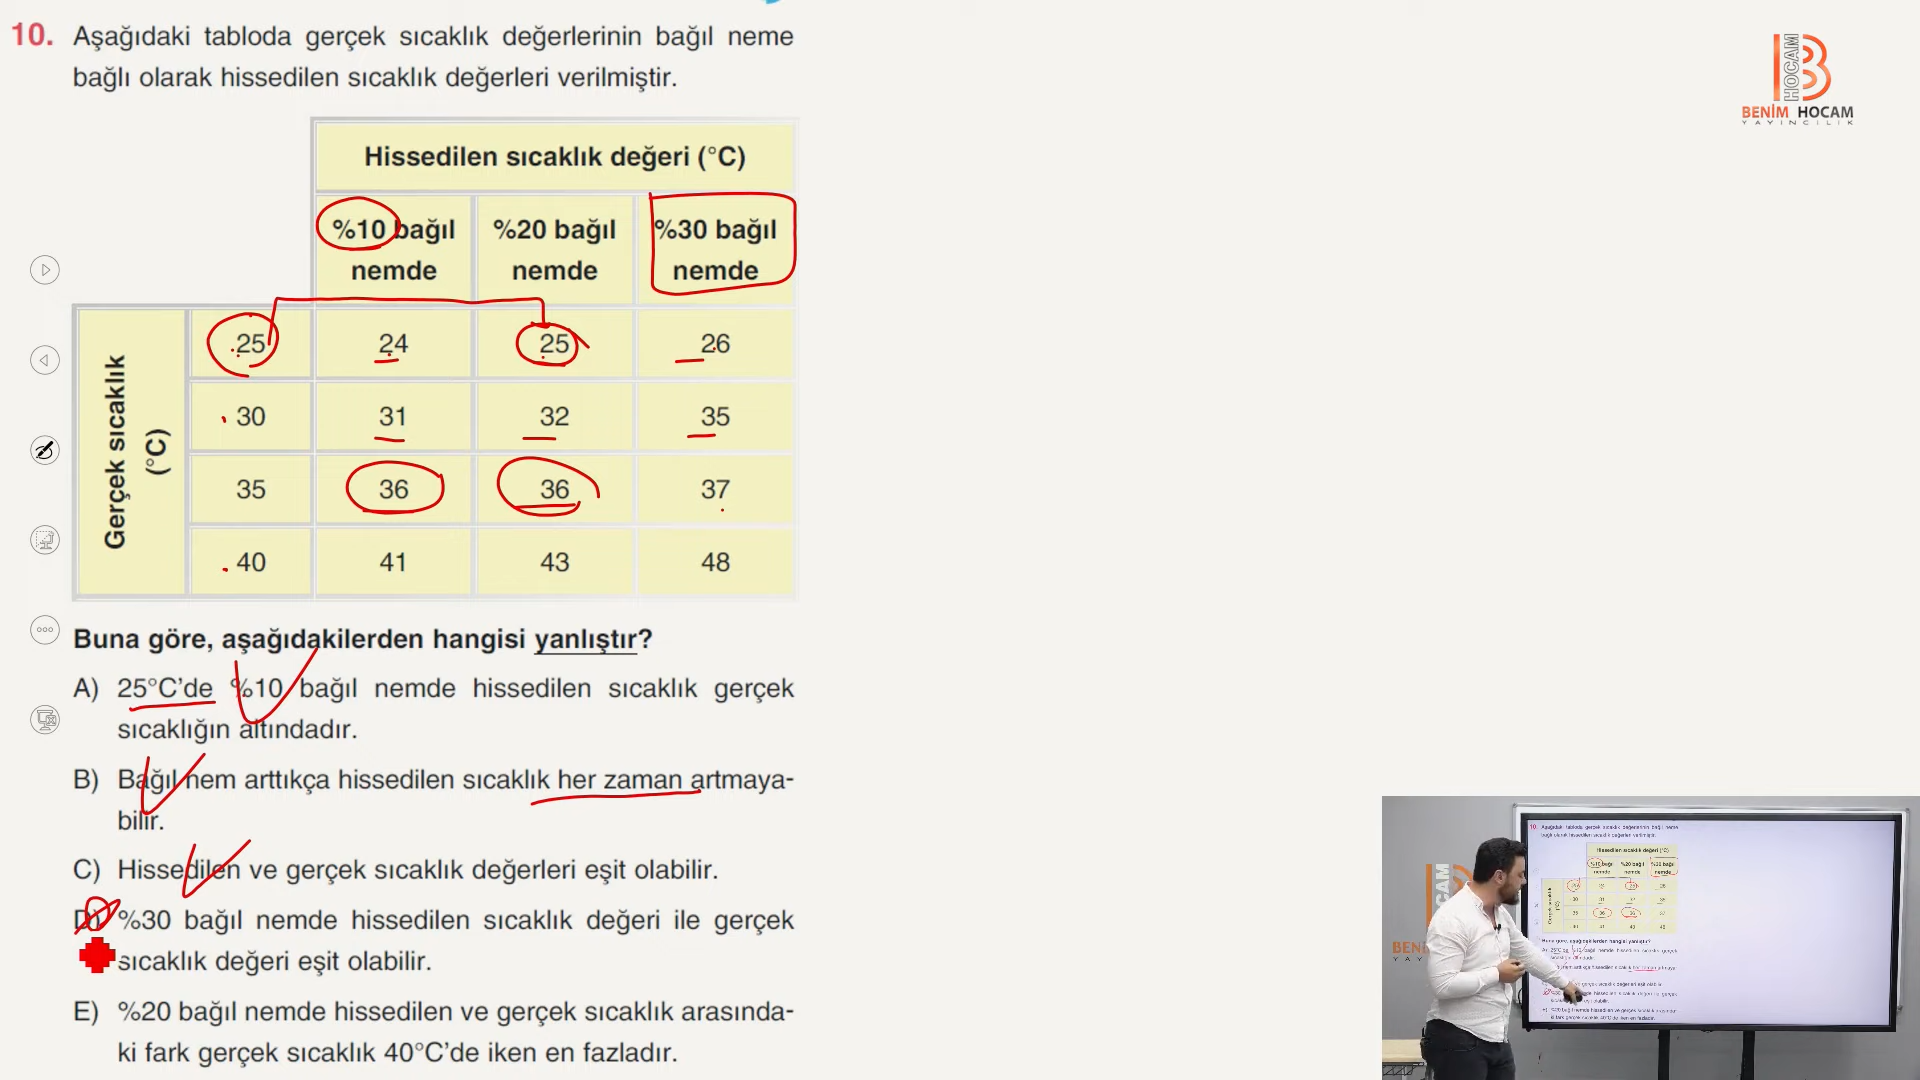 10. Aşağıdaki tabloda gerçek sıcaklık değerlerinin bağıl neme
bağlı olarak hissedilen sıcaklık değerleri verilmiştir.
HOCAM
BENİM HOCAM
YAYINCILIK
Hissedilen sıcaklık değeri (°C)
%10 bağıl nemde
%20 bağıl nemde
%30 bağıl nemde
Gerçek sıcaklık (°C)
25 24 25 26
30 31 32 35
35 36 36 37
40 41 43 48
Buna göre, aşağıdakilerden hangisi yanlıştır?
A) 25°C'de %10 bağıl nemde hissedilen sıcaklık gerçek
sıcaklığın altındadır.
B) Bağıl nem arttıkça hissedilen sıcaklık her zaman artmaya-
bilir.
C) Hissedilen ve gerçek sıcaklık değerleri eşit olabilir.
D) %30 bağıl nemde hissedilen sıcaklık değeri ile gerçek
sıcaklık değeri eşit olabilir.
E) %20 bağıl nemde hissedilen ve gerçek sıcaklık arasında-
ki fark gerçek sıcaklık 40°C'de iken en fazladır.